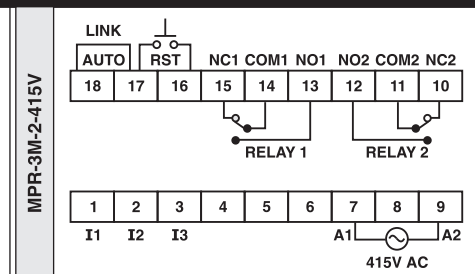 MPR-3M-2-415V
LINK
AUTO RST NC1 COM1 NO1 NO2 COM2 NC2
18 17 16 15 14 13 12 11 10
RELAY 1 RELAY 2
1 2 3 4 5 6 7 8 9
I1 I2 I3 A1 A2
415V AC